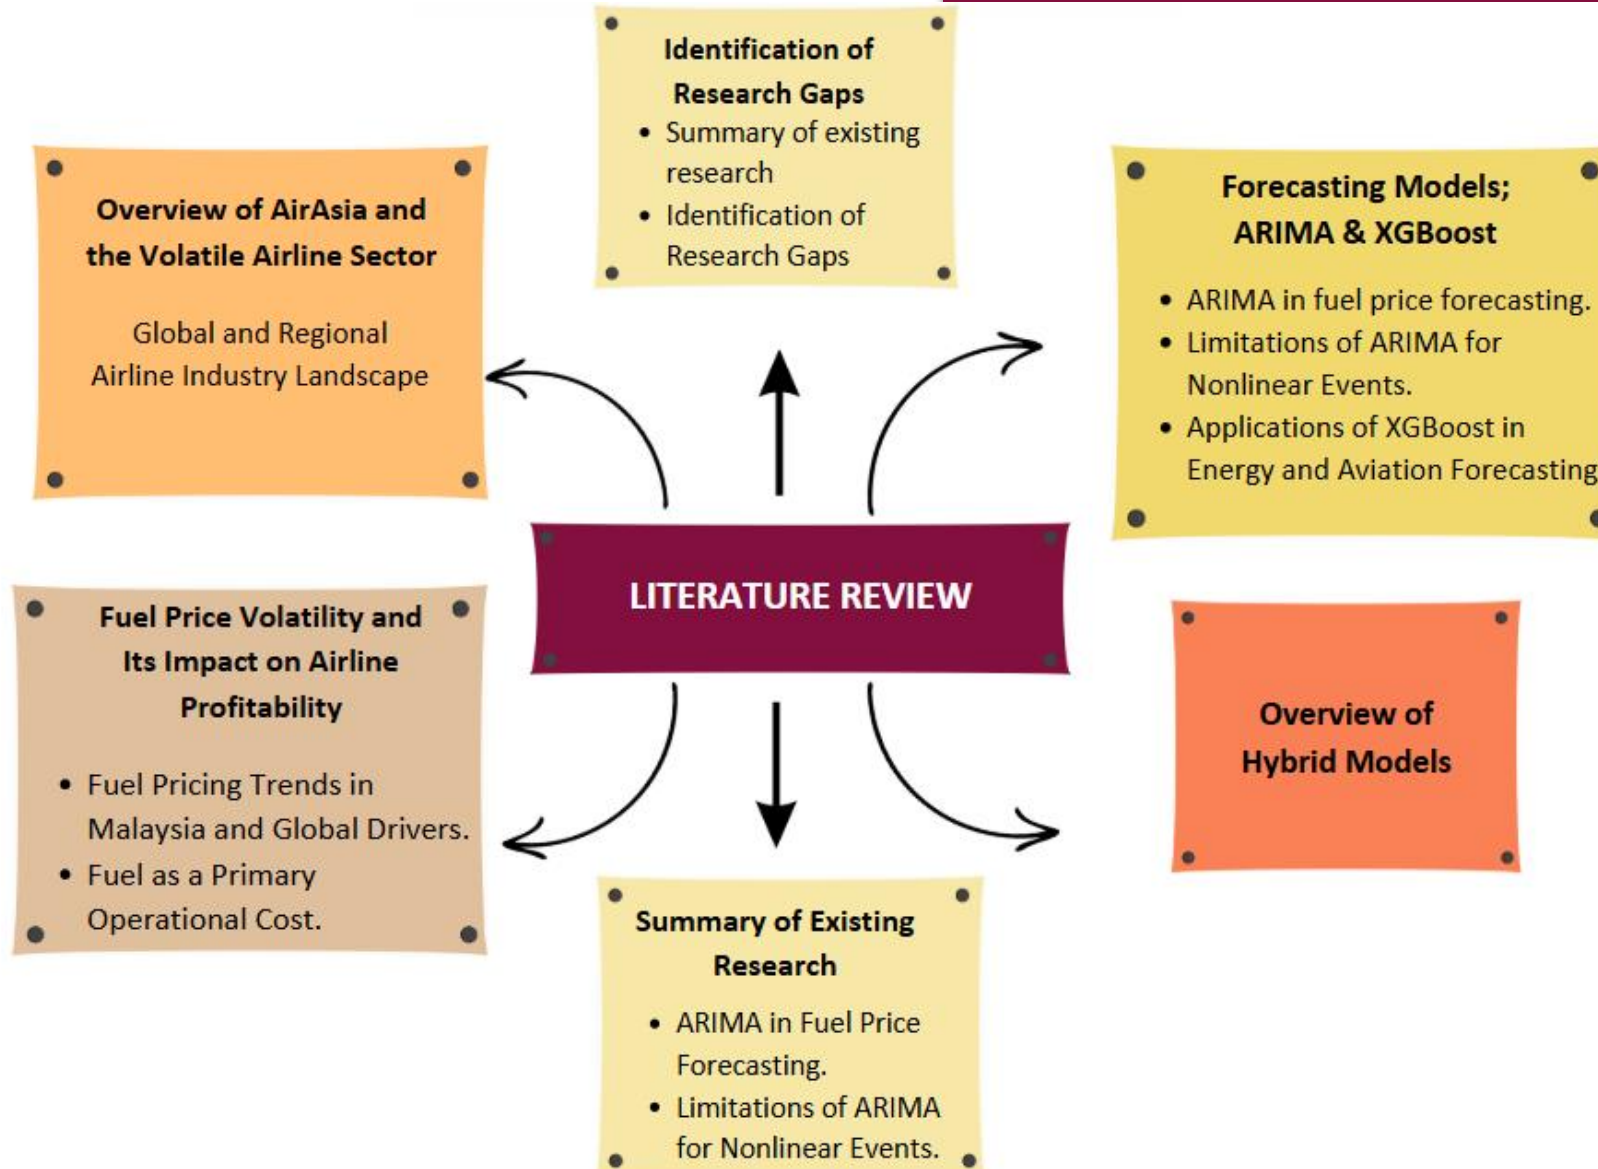 Identification of
Research Gaps
• Summary of existing
research
• Identification of
Research Gaps
Overview of AirAsia and
the Volatile Airline Sector
Global and Regional
Airline Industry Landscape
Forecasting Models;
ARIMA & XGBoost
• ARIMA in fuel price forecasting.
• Limitations of ARIMA for
Nonlinear Events.
• Applications of XGBoost in
Energy and Aviation Forecasting
LITERATURE REVIEW
Fuel Price Volatility and
Its Impact on Airline
Profitability
• Fuel Pricing Trends in
Malaysia and Global Drivers.
• Fuel as a Primary
Operational Cost.
Overview of
Hybrid Models
Summary of Existing
Research
• ARIMA in Fuel Price
Forecasting.
• Limitations of ARIMA
for Nonlinear Events.